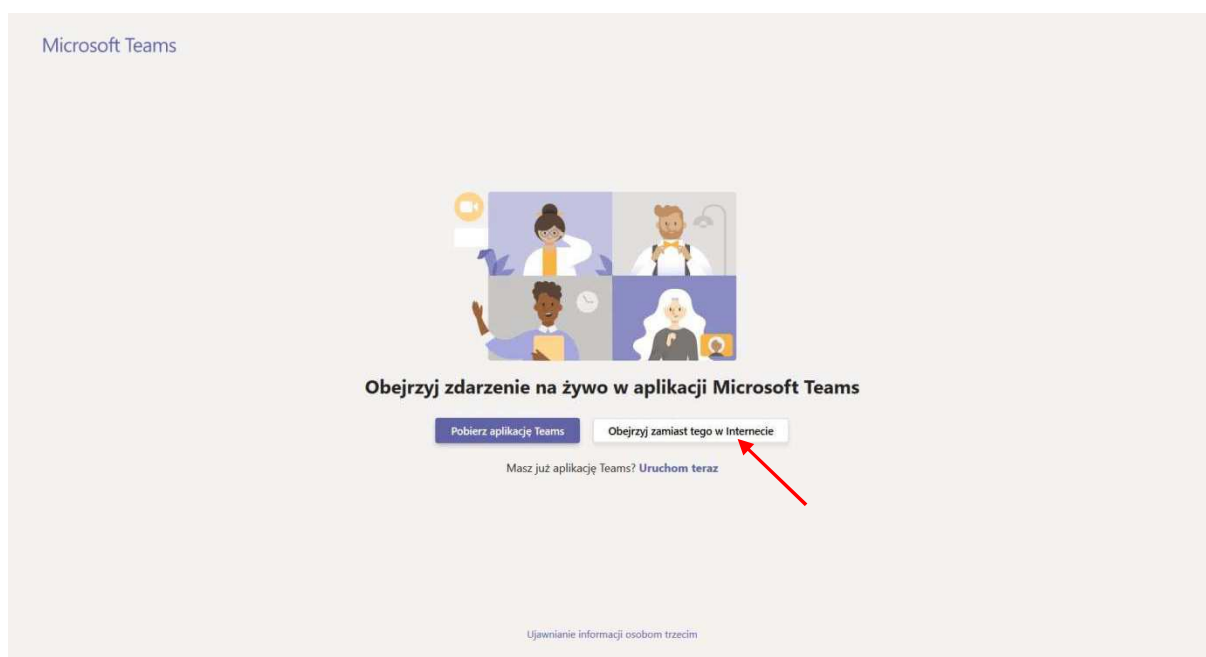 Microsoft Teams
Obejrzyj zdarzenie na żywo w aplikacji Microsoft Teams
Pobierz aplikację Teams
Obejrzyj zamiast tego w Internecie
Masz już aplikację Teams? Uruchom teraz
Ujawnianie informacji osobom trzecim